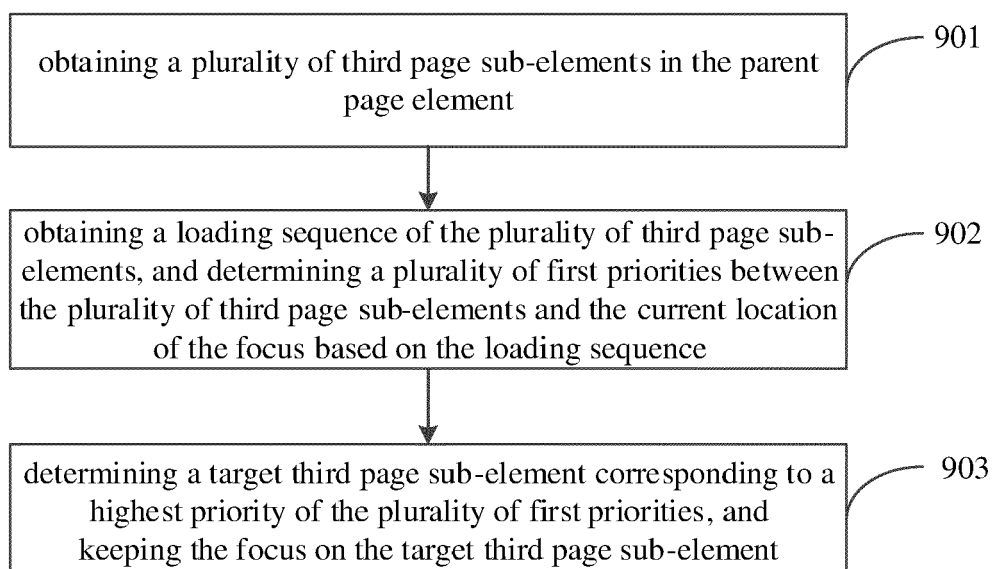 obtaining a plurality of third page sub-elements in the parent
page element
901
obtaining a loading sequence of the plurality of third page sub-
elements, and determining a plurality of first priorities between
the plurality of third page sub-elements and the current location
of the focus based on the loading sequence
902
determining a target third page sub-element corresponding to a
highest priority of the plurality of first priorities, and
keeping the focus on the target third page sub-element
903